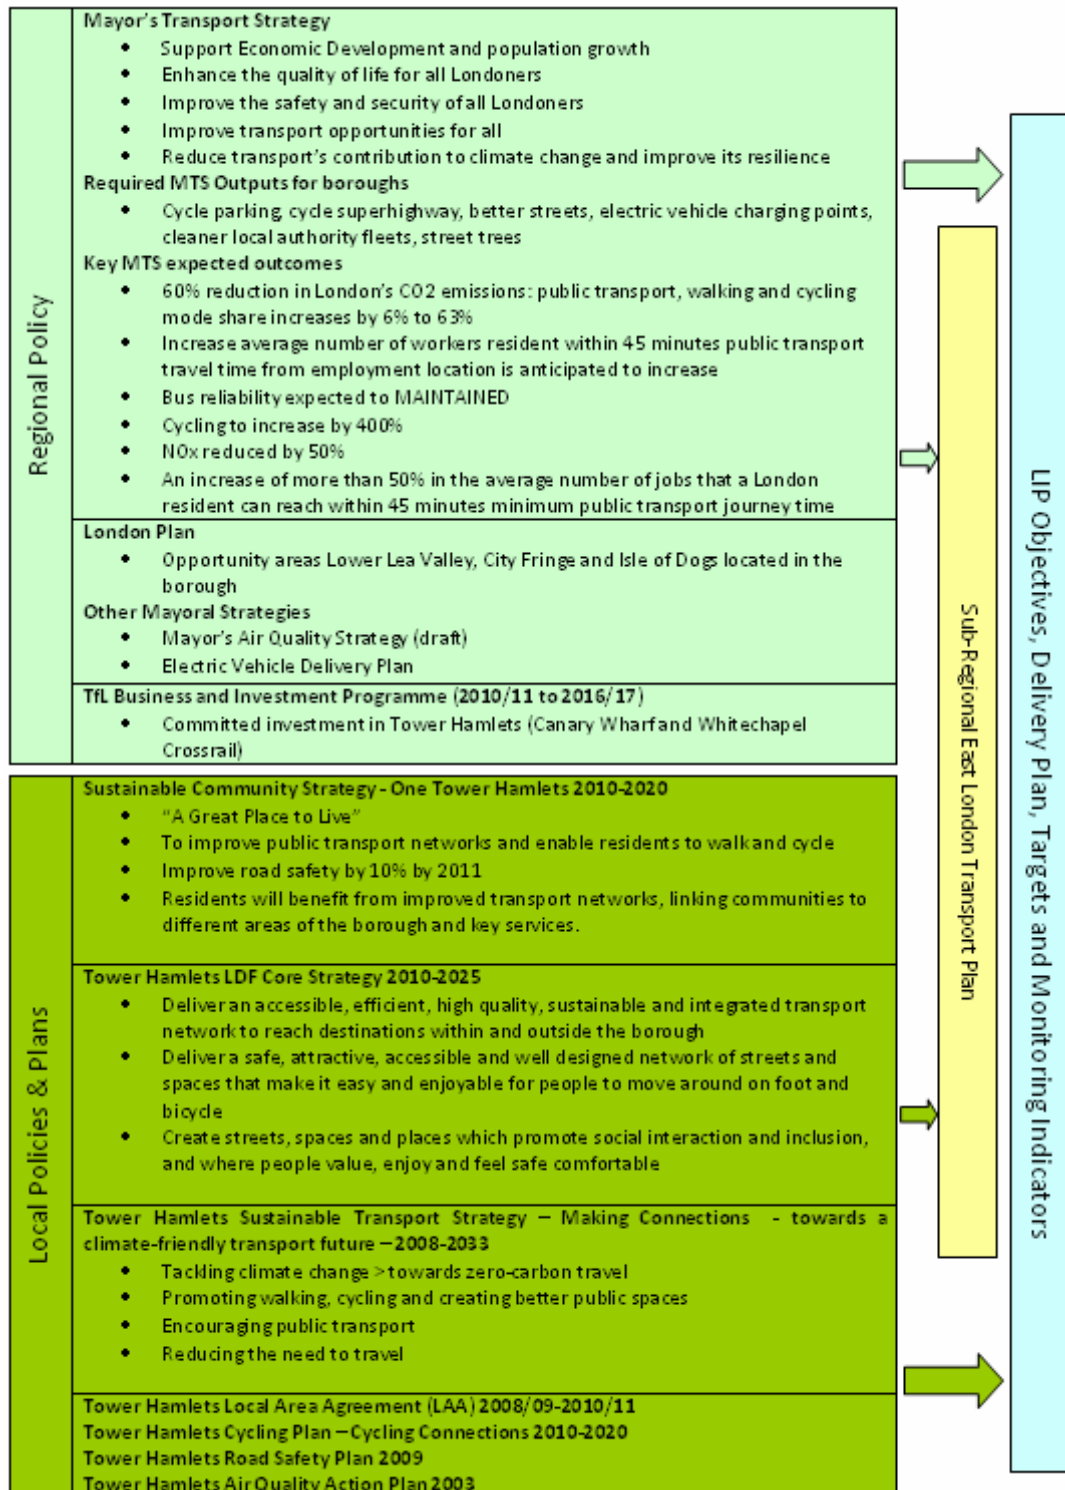 Mayor's Transport Strategy
• Support Economic Development and population growth
• Enhance the quality of life for all Londoners
• Improve the safety and security of all Londoners
• Improve transport opportunities for all
• Reduce transport's contribution to climate change and improve its resilience
Required MTS Outputs for boroughs
• Cycle parking, cycle superhighway, better streets, electric vehicle charging points,
cleaner local authority fleets, street trees
Key MTS expected outcomes
• 60% reduction in London's CO2 emissions: public transport, walking and cycling
mode share increases by 6% to 63%
• Increase average number of workers resident within 45 minutes public transport
travel time from employment location is anticipated to increase
• Bus reliability expected to MAINTAINED
• Cycling to increase by 400%
• NOx reduced by 50%
• An increase of more than 50% in the average number of jobs that a London
resident can reach within 45 minutes minimum public transport journey time
London Plan
• Opportunity areas Lower Lea Valley, City Fringe and Isle of Dogs located in the
borough
Other Mayoral Strategies
• Mayor's Air Quality Strategy (draft)
• Electric Vehicle Delivery Plan
TfL Business and Investment Programme (2010/11 to 2016/17)
• Committed investment in Tower Hamlets (Canary Wharf and Whitechapel
Crossrail)
Regional Policy
Sustainable Community Strategy - One Tower Hamlets 2010-2020
• "A Great Place to Live"
• To improve public transport networks and enable residents to walk and cycle
• Improve road safety by 10% by 2011
• Residents will benefit from improved transport networks, linking communities to
different areas of the borough and key services.
Tower Hamlets LDF Core Strategy 2010-2025
• Deliver an accessible, efficient, high quality, sustainable and integrated transport
network to reach destinations within and outside the borough
• Deliver a safe, attractive, accessible and well designed network of streets and
spaces that make it easy and enjoyable for people to move around on foot and
bicycle
• Create streets, spaces and places which promote social interaction and inclusion,
and where people value, enjoy and feel safe comfortable
Tower Hamlets Sustainable Transport Strategy – Making Connections - towards a
climate-friendly transport future – 2008-2033
• Tackling climate change > towards zero-carbon travel
• Promoting walking, cycling and creating better public spaces
• Encouraging public transport
• Reducing the need to travel
Tower Hamlets Local Area Agreement (LAA) 2008/09-2010/11
Tower Hamlets Cycling Plan – Cycling Connections 2010-2020
Tower Hamlets Road Safety Plan 2009
Tower Hamlets Air Quality Action Plan 2003
Local Policies & Plans
Sub-Regional East London Transport Plan
LIP Objectives, Delivery Plan, Targets and Monitoring Indicators